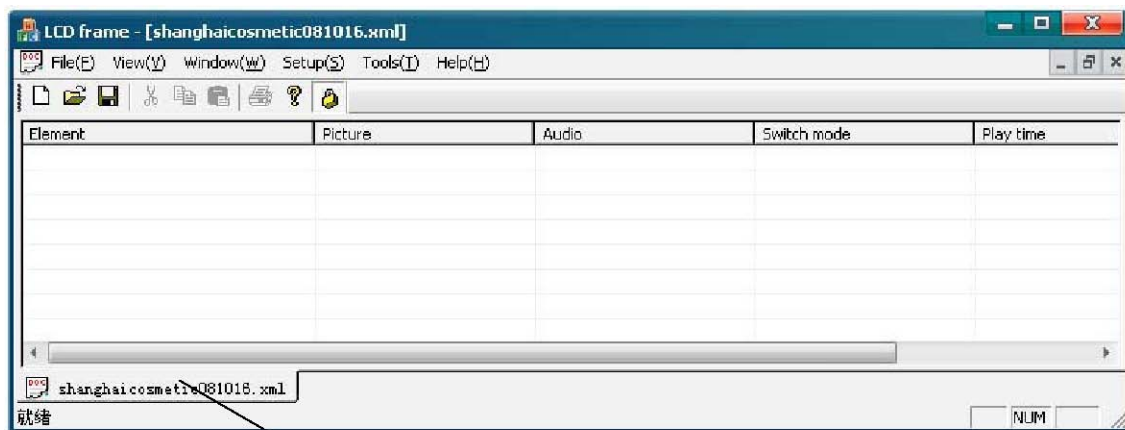 LCD frame - [shanghaicosmetic081016.xml]
File(F) View(V) Window(W) Setup(S) Tools(T) Help(H)
Element Picture Audio Switch mode Play time
shanghaicosmetic081016.xml
就绪 NUM